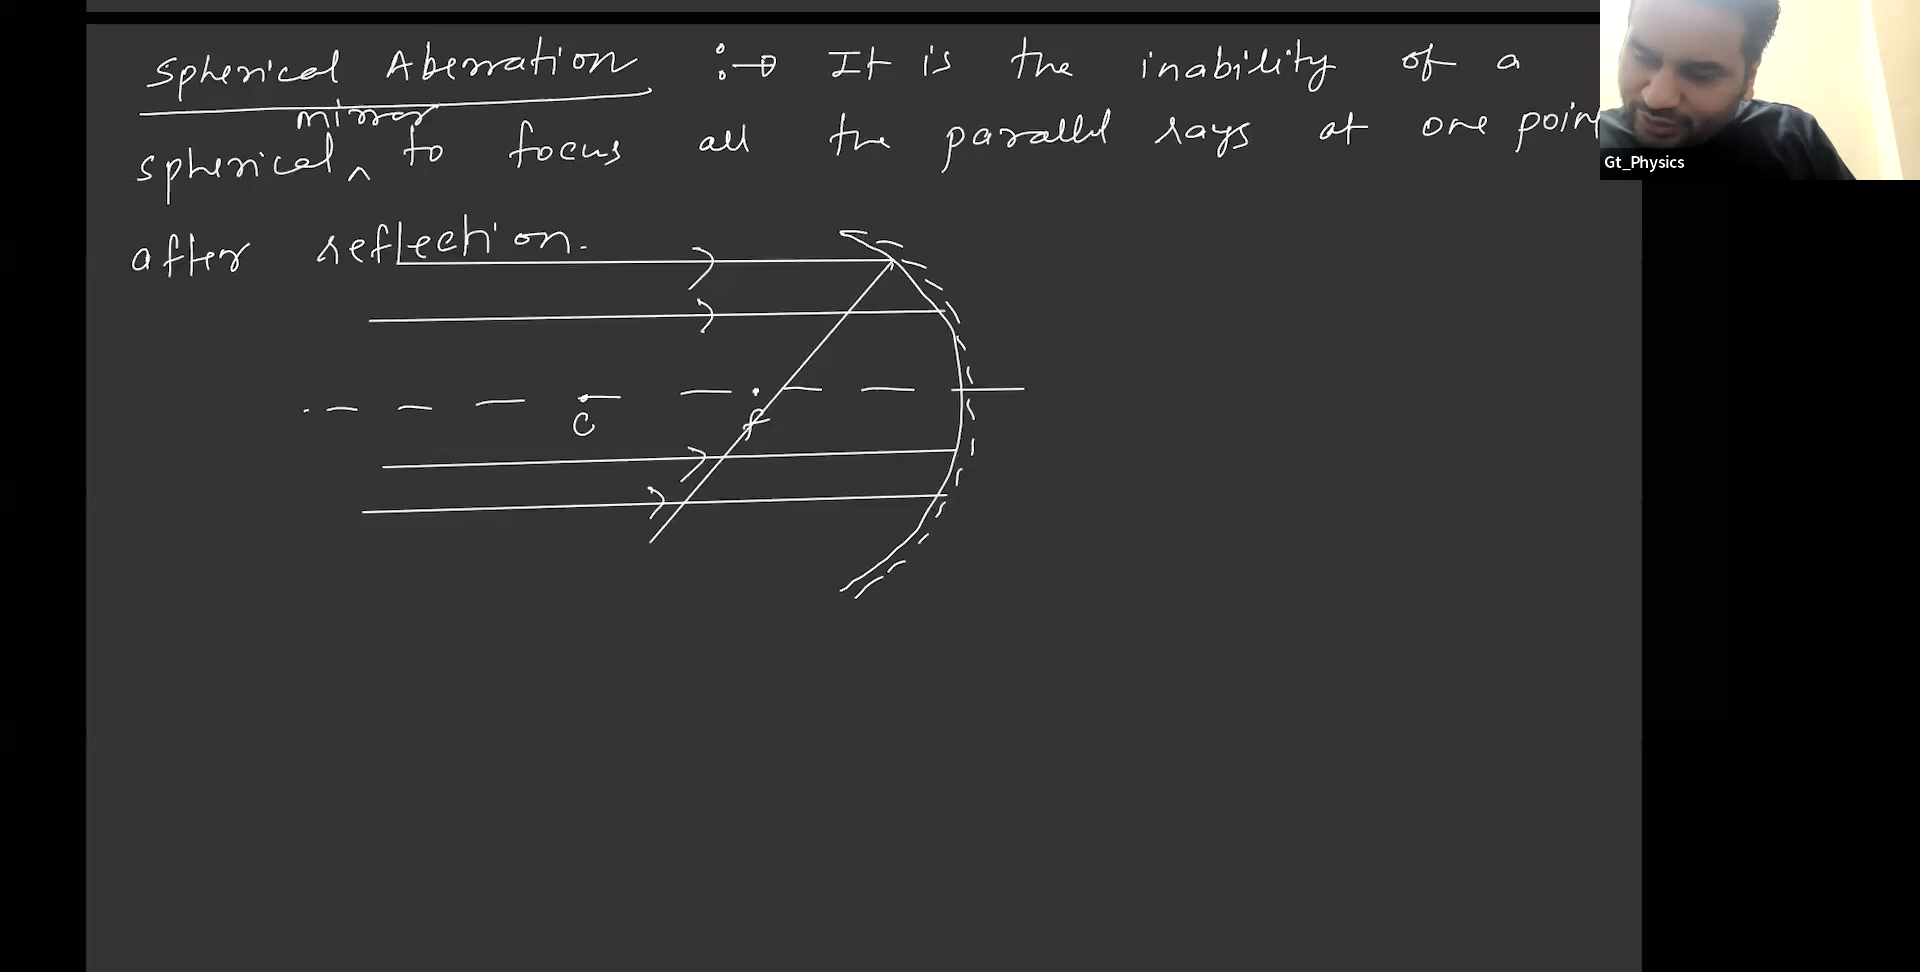 Spherical Aberration :→ It is the inability of a
spherical ^ mirror to focus all the parallel rays at one poin
after reflection.
C
f
Gt_Physics